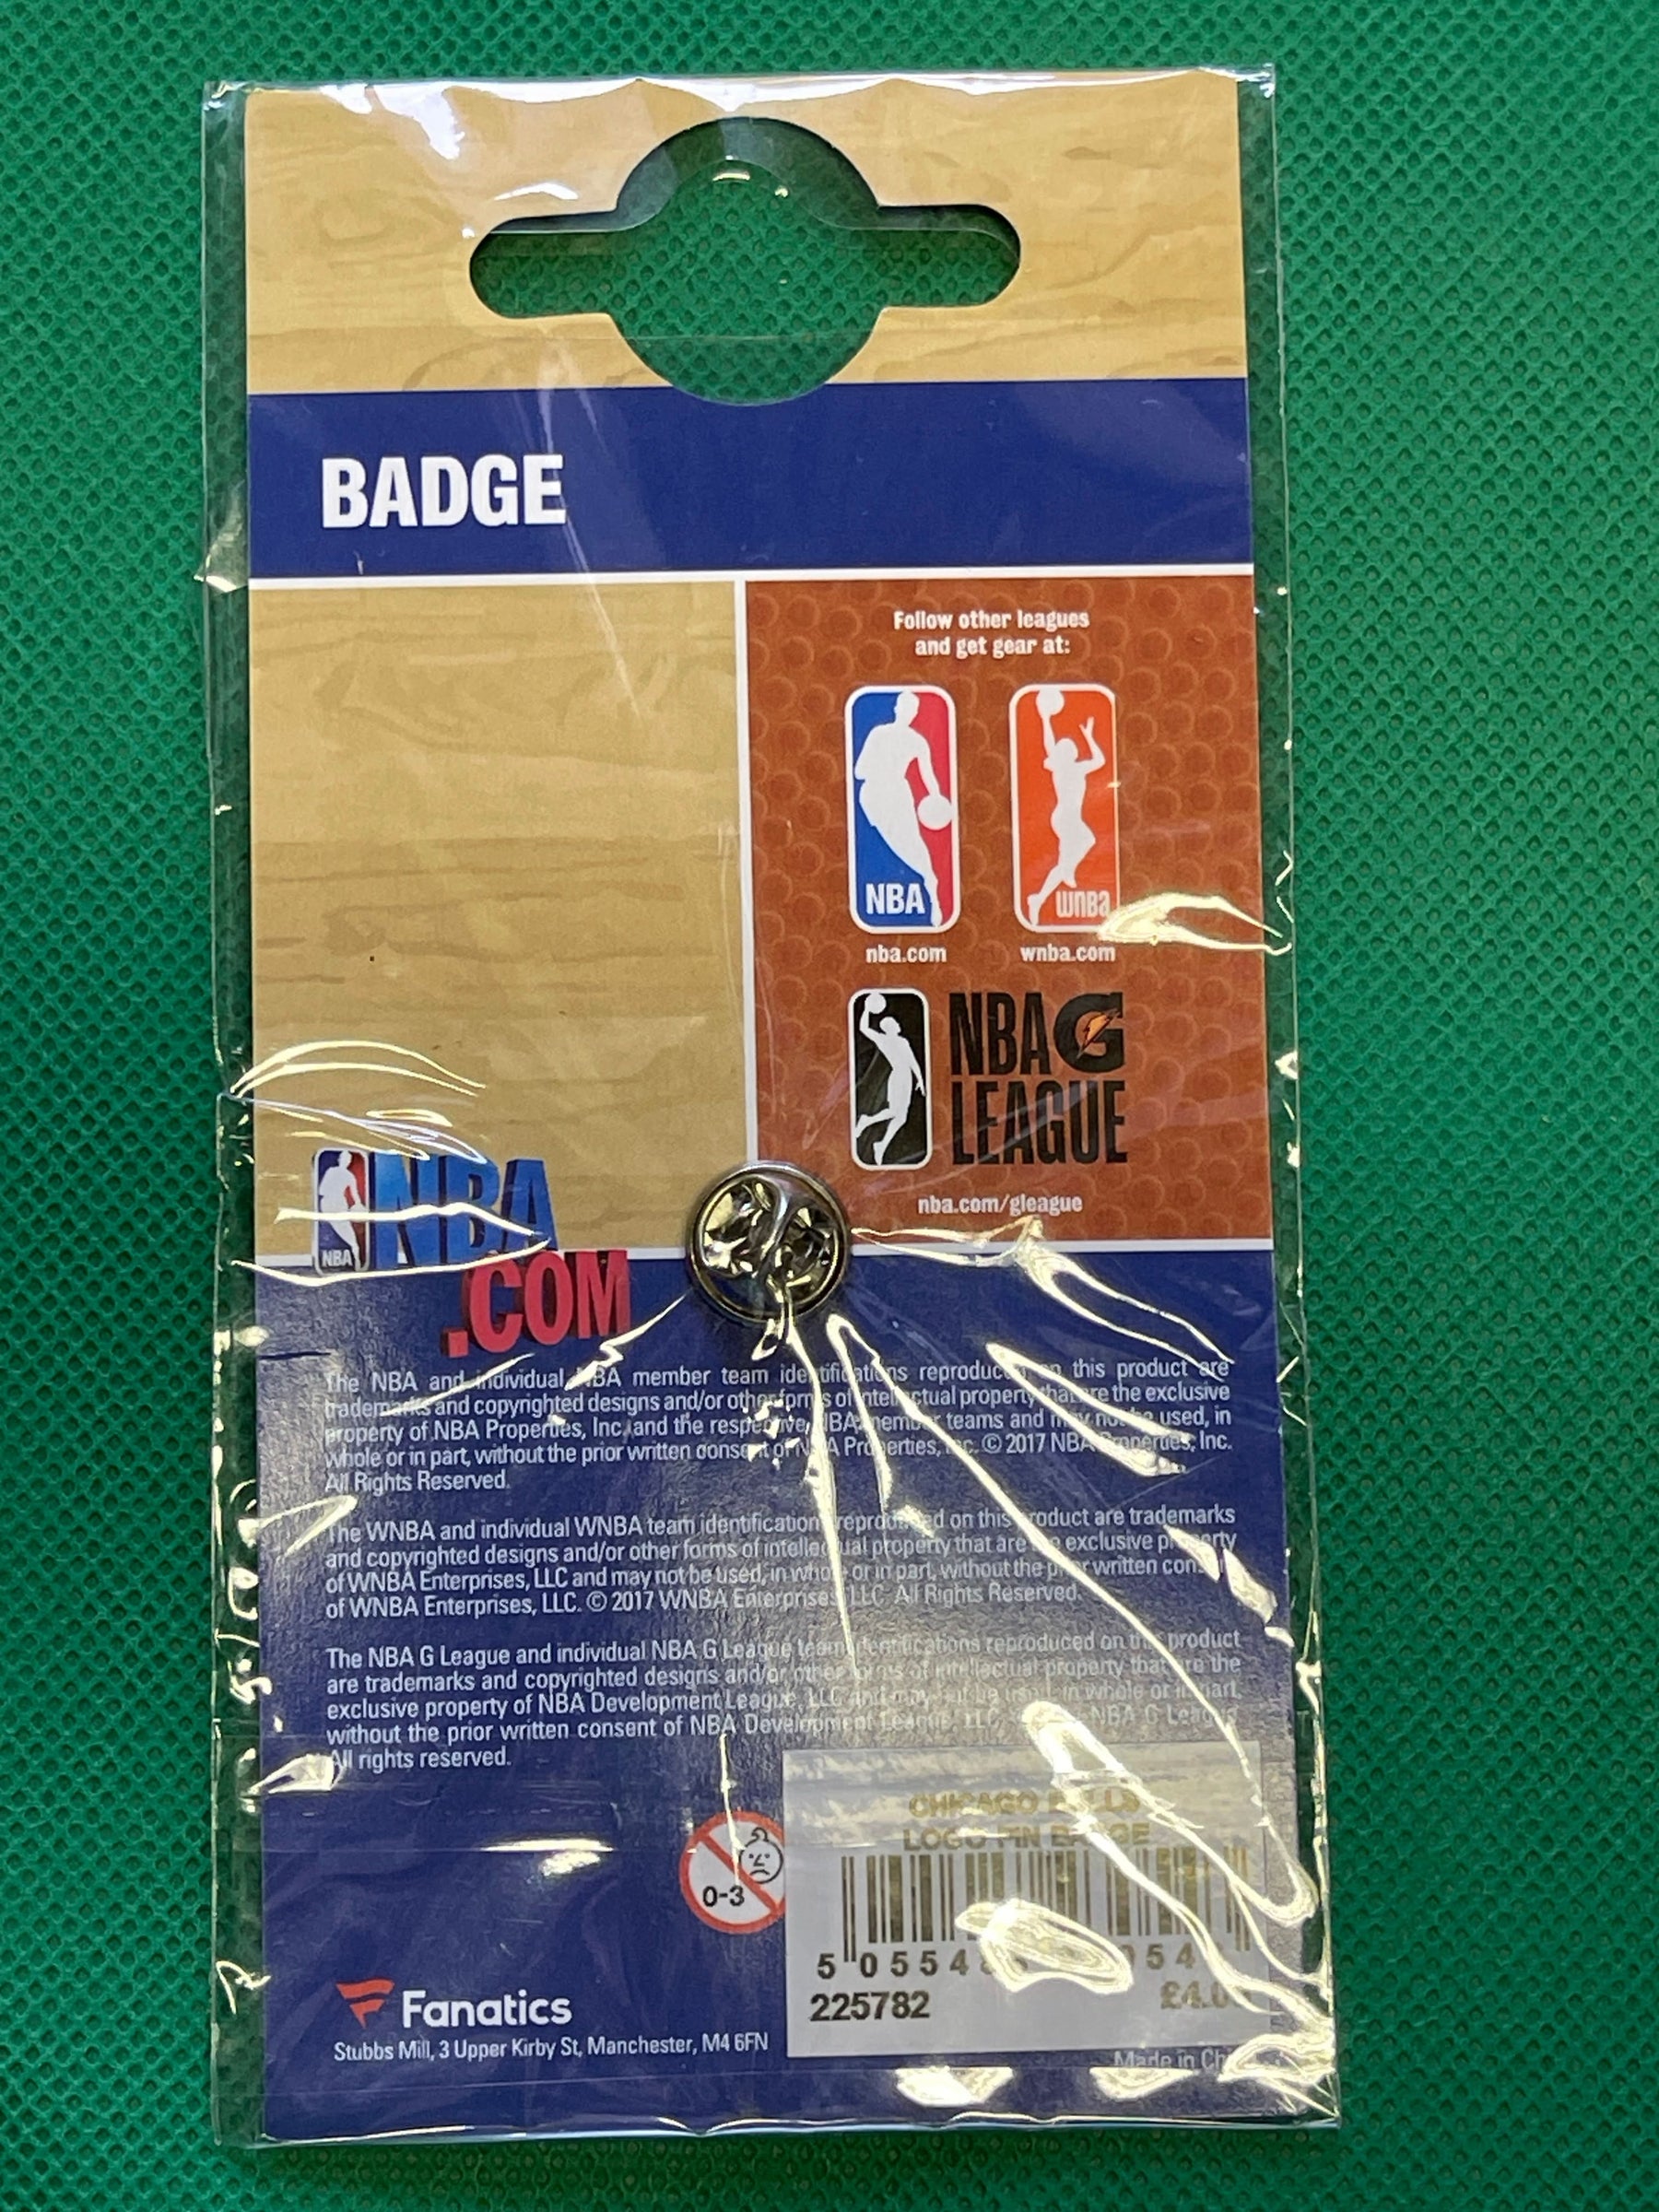 BADGE
Follow other leagues
and get gear at:
NBA
wnba
nba.com
wnba.com
NBA G
LEAGUE
nba.com/gleague
NBA
NBA
.COM
The NBA and individual NBA member team identifications reproduced on this product are
trademarks and copyrighted designs and/or other forms of intellectual property that are the exclusive
property of NBA Properties, Inc. and the respective NBA member teams and may not be used, in
whole or in part, without the prior written consent of NBA Properties, Inc. © 2017 NBA Properties, Inc.
All Rights Reserved.
The WNBA and individual WNBA team identifications reproduced on this product are trademarks
and copyrighted designs and/or other forms of intellectual property that are the exclusive property
of WNBA Enterprises, LLC and may not be used, in whole or in part, without the prior written consent
of WNBA Enterprises, LLC. © 2017 WNBA Enterprises, LLC. All Rights Reserved.
The NBA G League and individual NBA G League team identifications reproduced on this product
are trademarks and copyrighted designs and/or other forms of intellectual property that are the
exclusive property of NBA Development League, LLC and may not be used, in whole or in part,
without the prior written consent of NBA Development League, LLC. NBA G League
All rights reserved.
CHICAGO BULLS
LOGO PIN BADGE
0-3
225782
Fanatics
Stubbs Mill, 3 Upper Kirby St, Manchester, M4 6FN
Made in